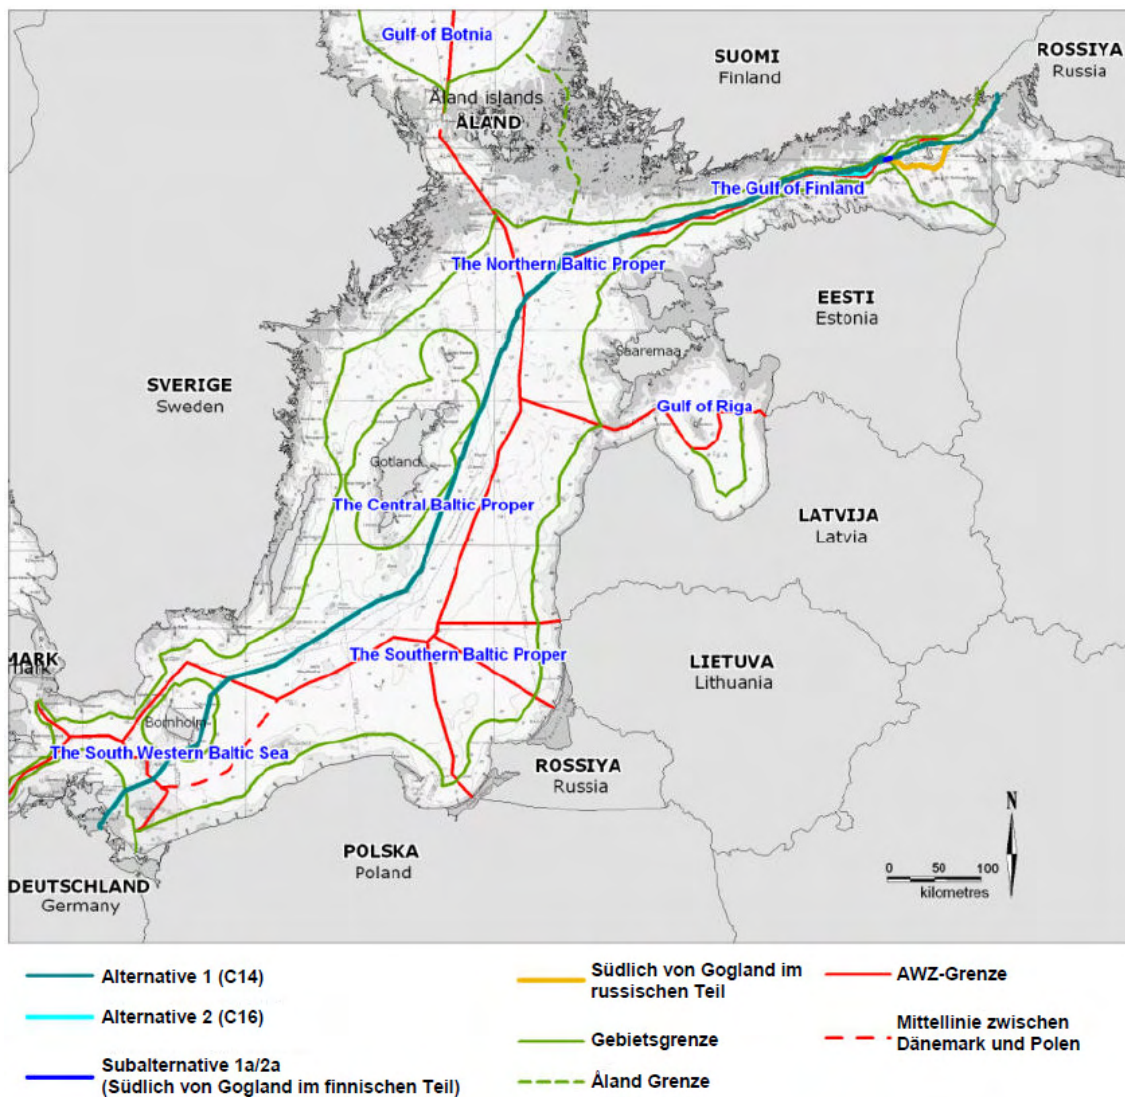 Gulf of Botnia
SUOMI
Finland
ROSSIYA
Russia
Åland islands
ÅLAND
The Gulf of Finland
The Northern Baltic Proper
EESTI
Estonia
Saaremaa
SVERIGE
Sweden
Gulf of Riga
Gotland
The Central Baltic Proper
LATVIJA
Latvia
MARK
mark
The Southern Baltic Proper
LIETUVA
Lithuania
Bornholm
The South Western Baltic Sea
ROSSIYA
Russia
N
POLSKA
Poland
0 50 100
kilometres
DEUTSCHLAND
Germany
Alternative 1 (C14)
Alternative 2 (C16)
Subalternative 1a/2a
(Südlich von Gogland im finnischen Teil)
Südlich von Gogland im
russischen Teil
Gebietsgrenze
Åland Grenze
AWZ-Grenze
Mittellinie zwischen
Dänemark und Polen